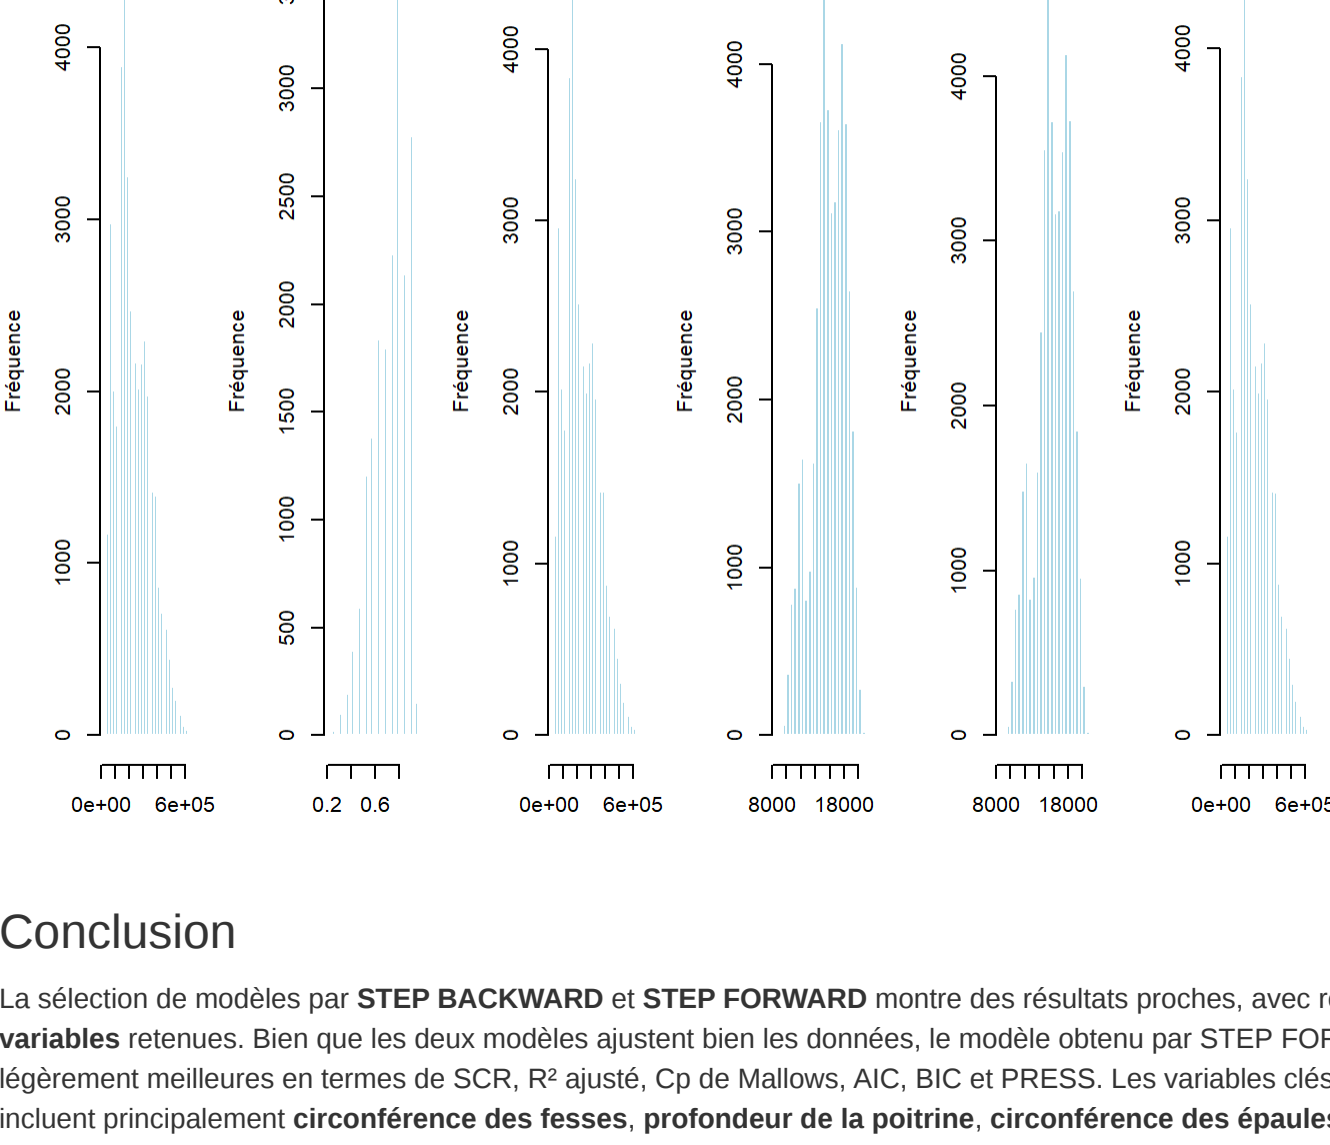 4000
3000
2000
1000
0
Fréquence
0e+00 6e+05
3000
2500
2000
1500
1000
500
0
Fréquence
0.2 0.6
4000
3000
2000
1000
0
Fréquence
0e+00 6e+05
4000
3000
2000
1000
0
Fréquence
8000 18000
4000
3000
2000
1000
0
Fréquence
8000 18000
4000
3000
2000
1000
0
Fréquence
0e+00 6e+05
Conclusion
La sélection de modèles par STEP BACKWARD et STEP FORWARD montre des résultats proches, avec
variables retenues. Bien que les deux modèles ajustent bien les données, le modèle obtenu par STEP
légèrement meilleures en termes de SCR, R² ajusté, Cp de Mallows, AIC, BIC et PRESS. Les variables clés
incluent principalement circonférence des fesses, profondeur de la poitrine, circonférence des épaules